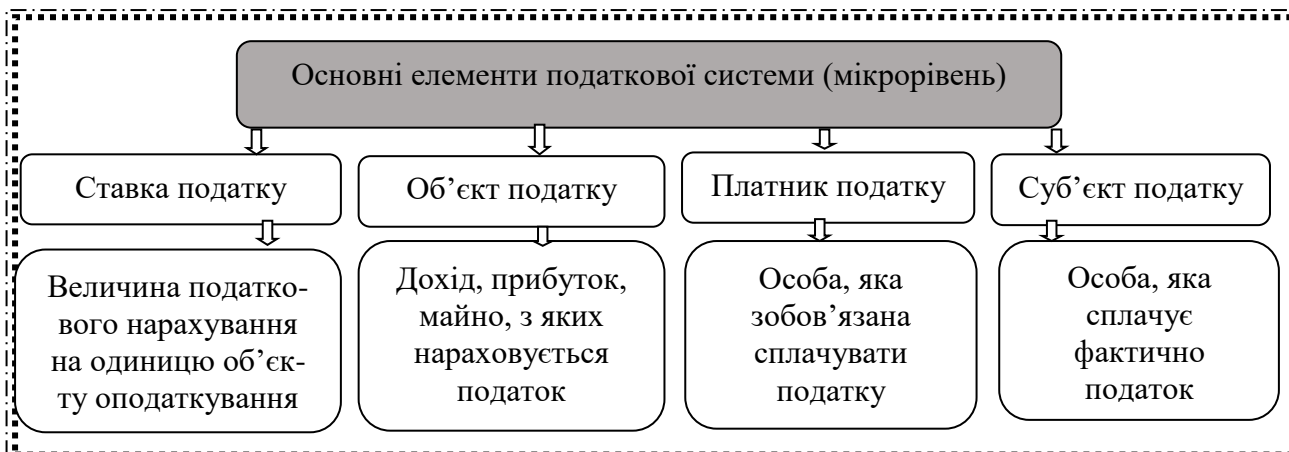 Основні елементи податкової системи (мікрорівень)
Ставка податку
Об’єкт податку
Платник податку
Суб’єкт податку
Величина податко-
вого нарахування
на одиницю об’єк-
ту оподаткування
Дохід, прибуток,
майно, з яких
нараховується
податок
Особа, яка
зобов’язана
сплачувати
податку
Особа, яка
сплачує
фактично
податок